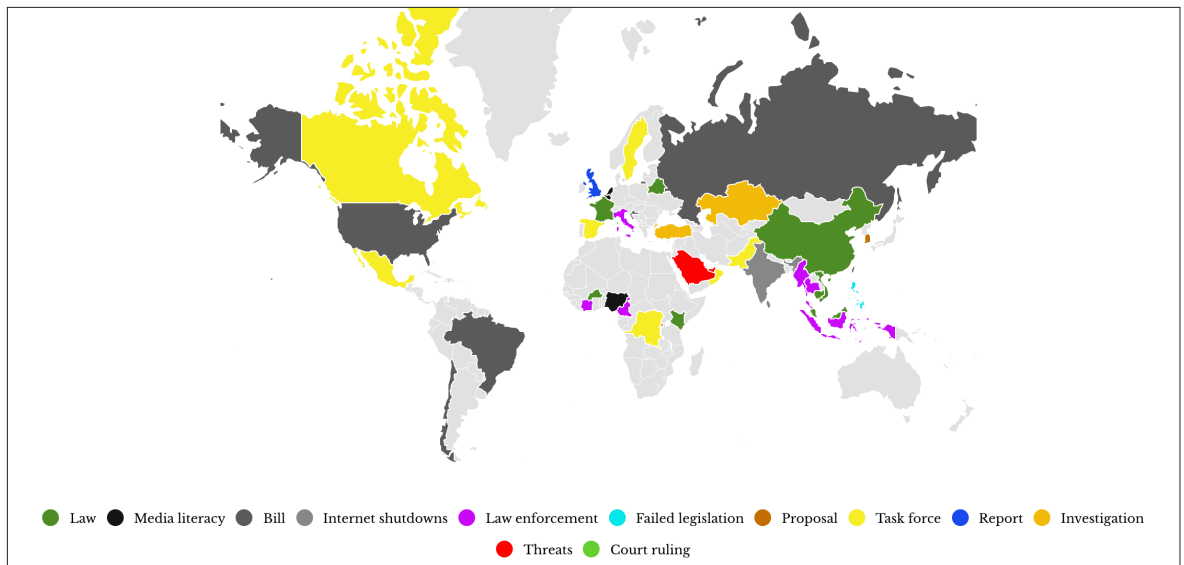 Law Media literacy Bill Internet shutdowns Law enforcement Failed legislation Proposal Task force Report Investigation
Threats Court ruling